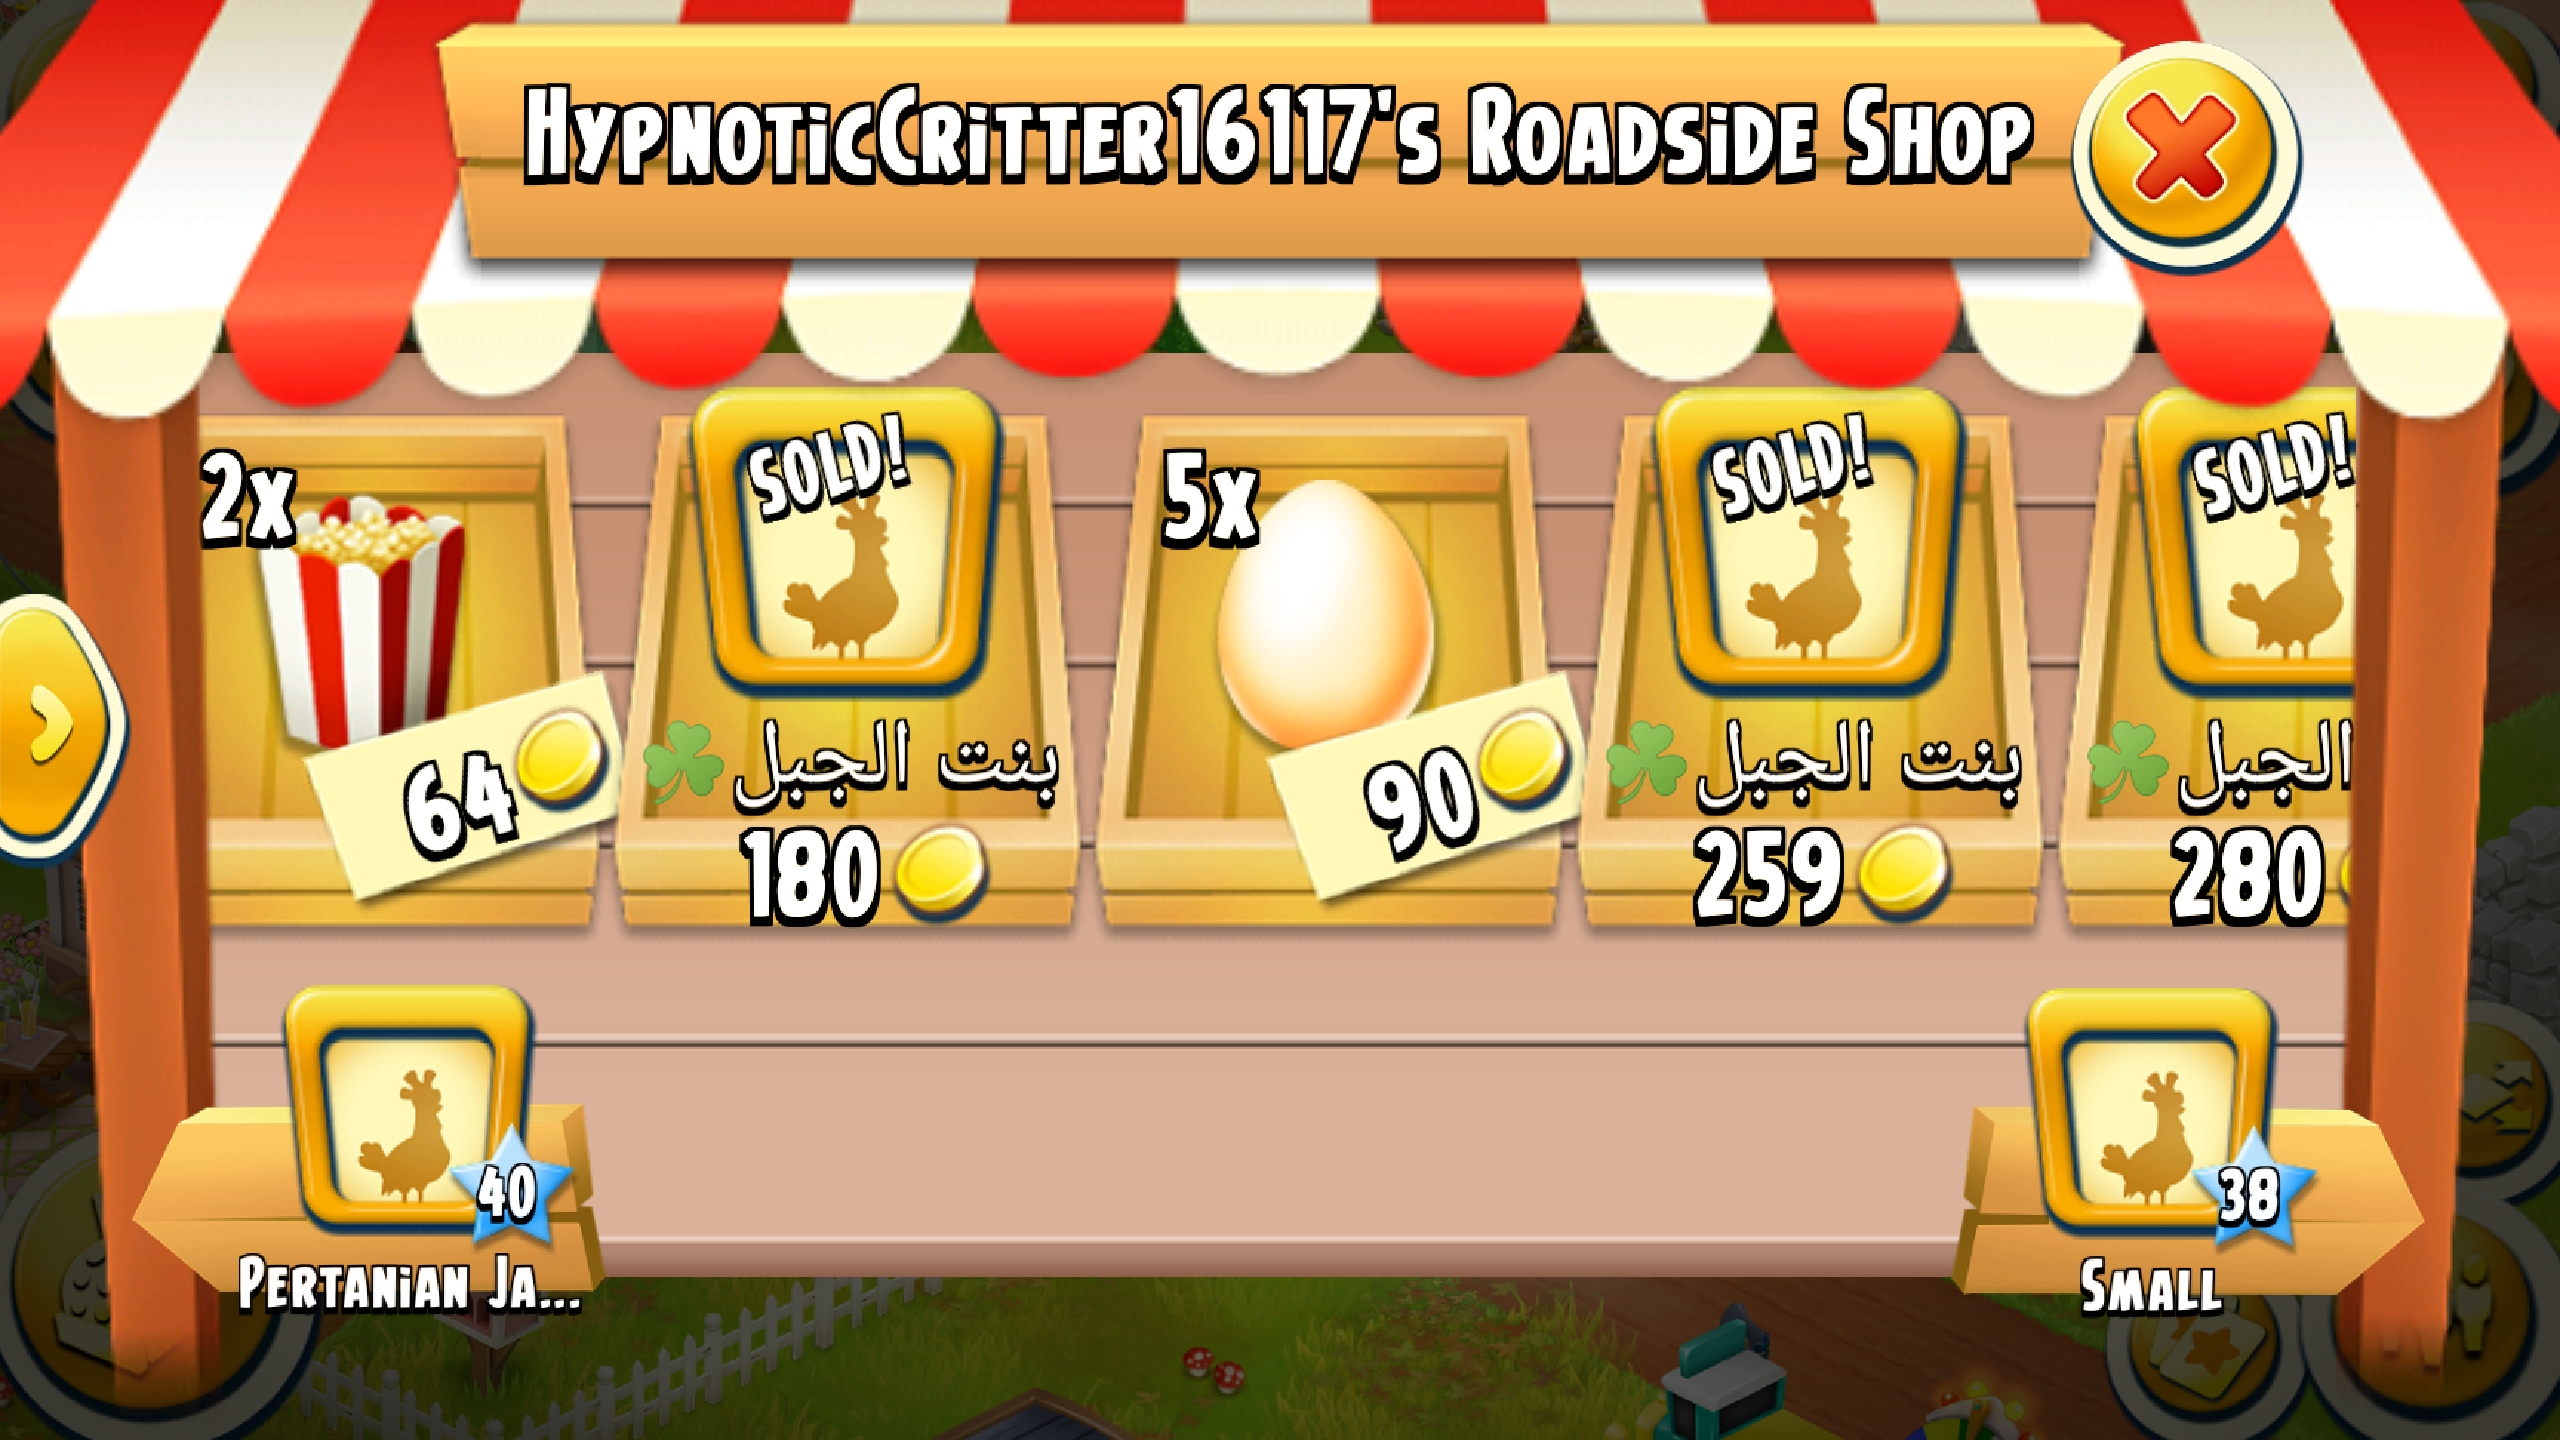 HypnoticCritter16117's Roadside Shop
2x
64
SOLD!
بنت الجبل☘
180
5x
90
SOLD!
بنت الجبل☘
259
SOLD!
الجبل☘
280
40
Pertanian Ja...
38
Small